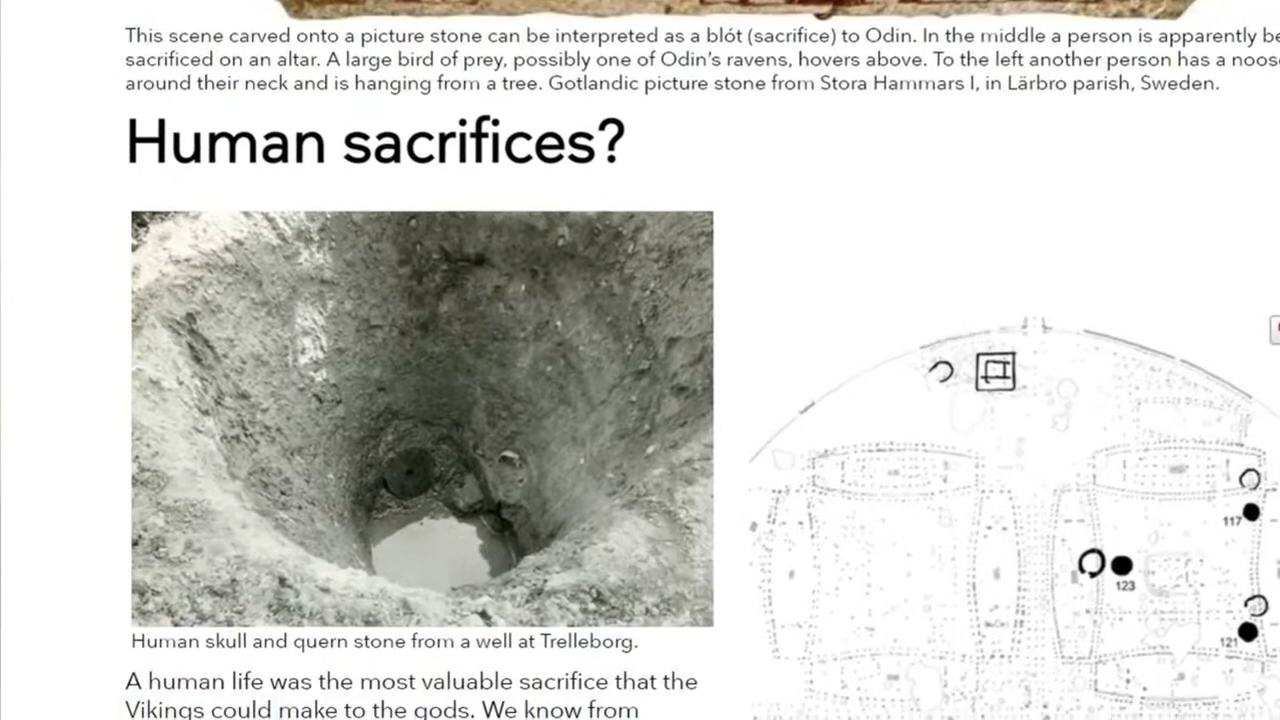 This scene carved onto a picture stone can be interpreted as a blót (sacrifice) to Odin. In the middle a person is apparently
sacrificed on an altar. A large bird of prey, possibly one of Odin's ravens, hovers above. To the left another person has a
around their neck and is hanging from a tree. Gotlandic picture stone from Stora Hammars I, in Lärbro parish, Sweden.
Human sacrifices?
117
123
121
Human skull and quern stone from a well at Trelleborg.
A human life was the most valuable sacrifice that the
Vikings could make to the gods. We know from